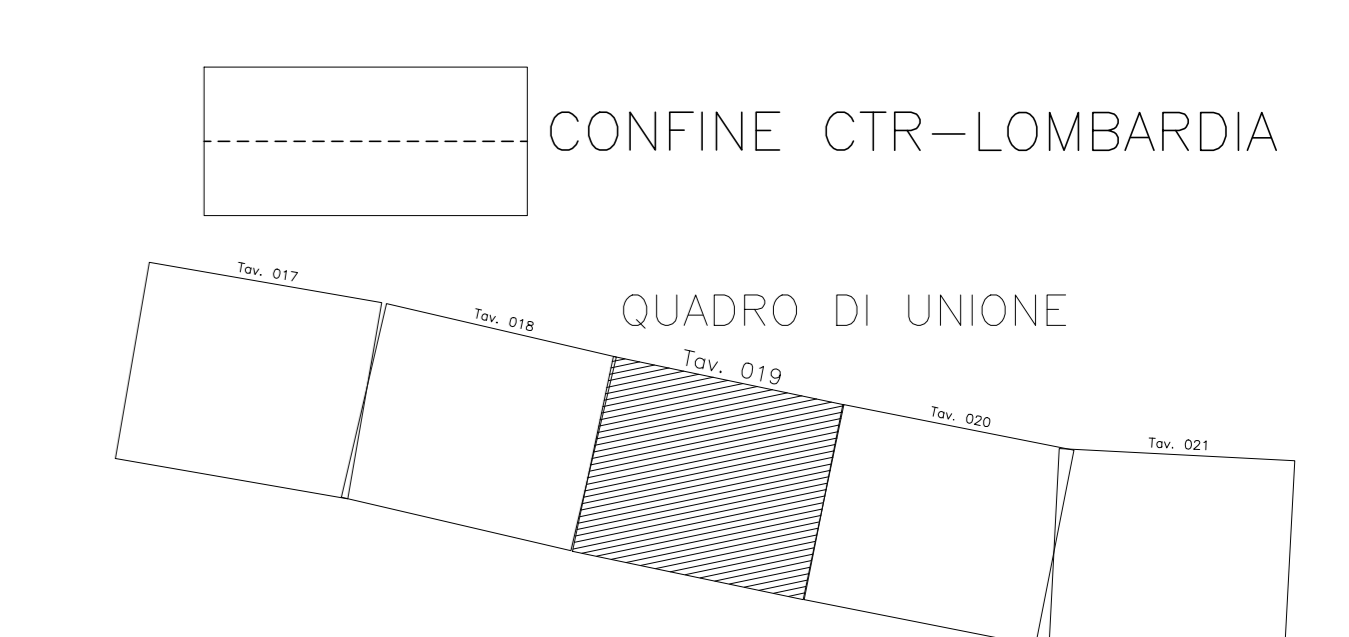 CONFINE CTR-LOMBARDIA
Tav. 017
Tav. 018
QUADRO DI UNIONE
Tav. 019
Tav. 020
Tav. 021